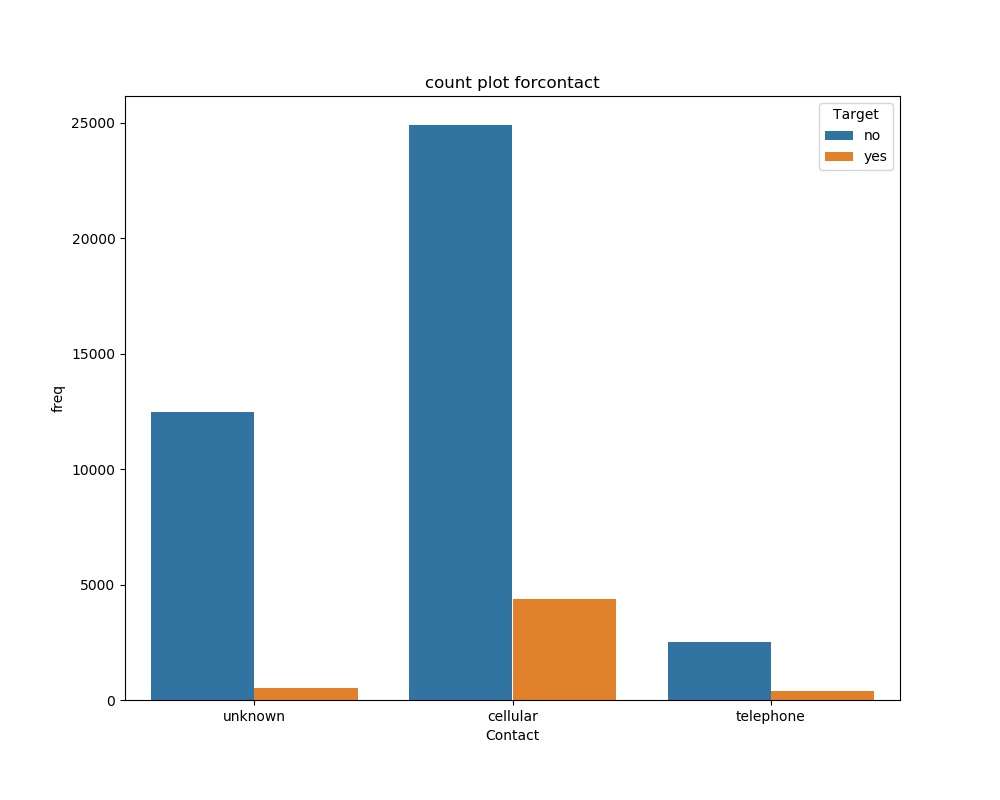 count plot forcontact
Target
no
yes
25000
20000
15000
10000
5000
0
freq
unknown
cellular
telephone
Contact